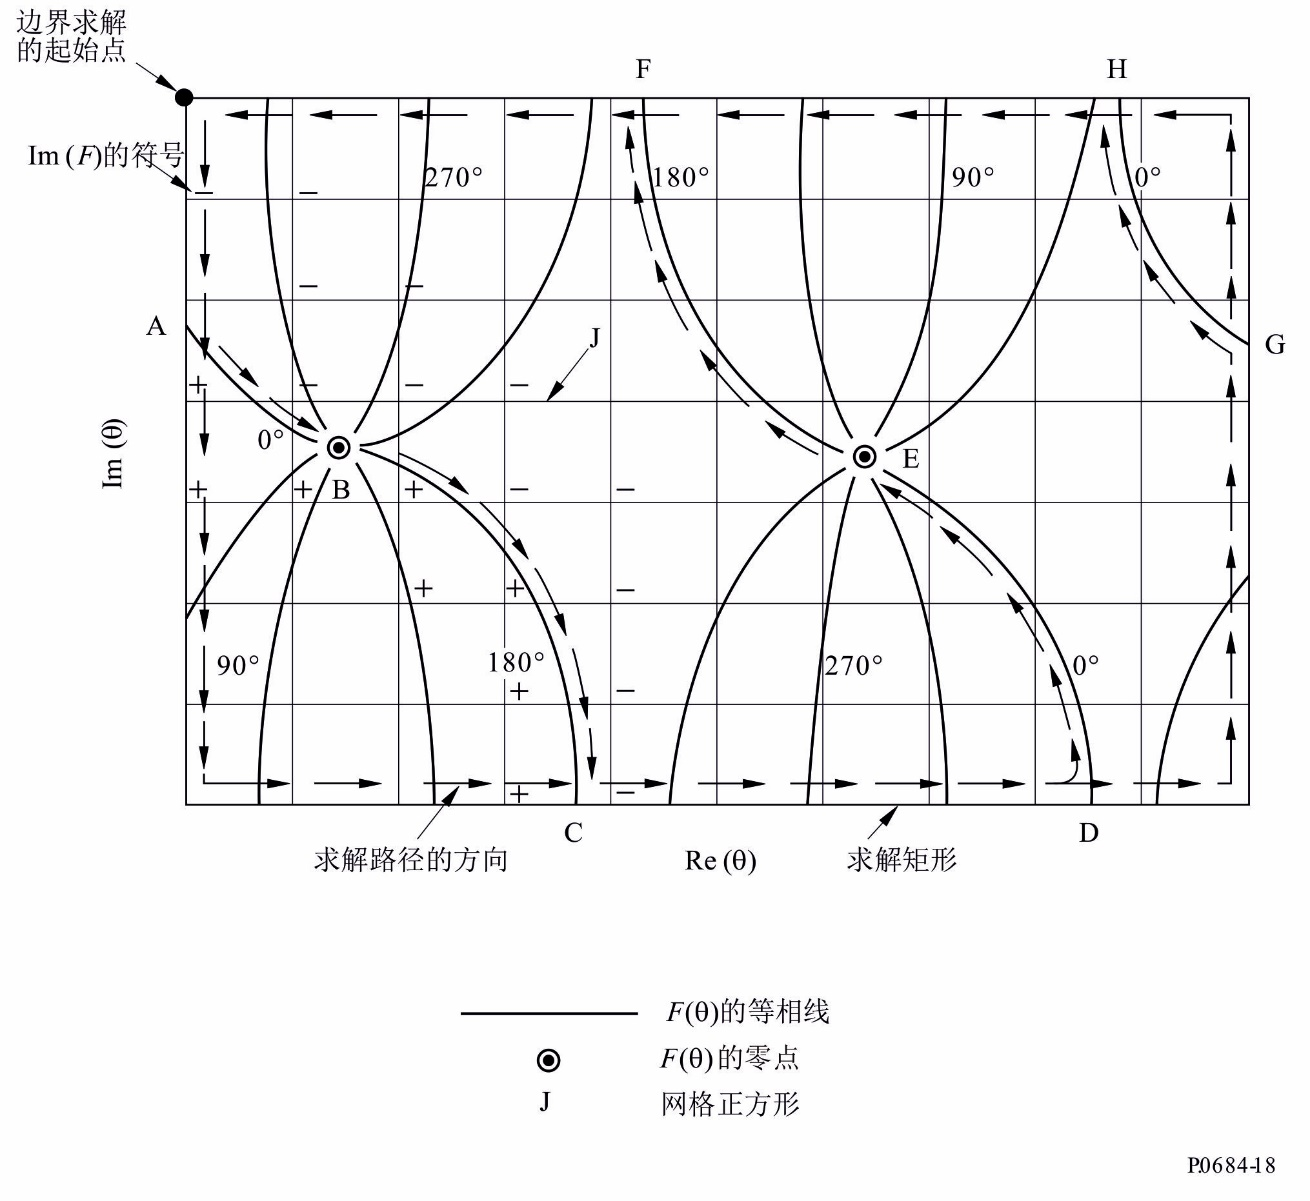 边界求解
的起始点
F
H
Im (F)的符号
270°
180°
90°
0°
−
−
−
−
A
J
G
+
−
−
−
Im (θ)
0°
B
E
+
+
+
−
−
+
+
−
90°
180°
270°
0°
+
−
+
−
C
D
求解路径的方向
Re (θ)
求解矩形
F(θ)的等相线
F(θ)的零点
J 网格正方形
P.0684-18